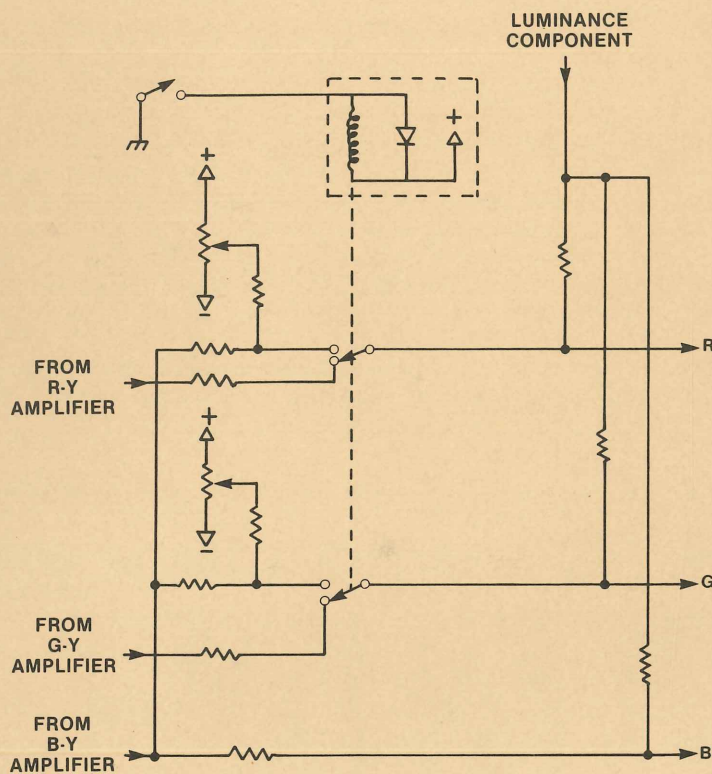 LUMINANCE
COMPONENT
+
+
+
−
R
FROM
R-Y
AMPLIFIER
+
−
G
FROM
G-Y
AMPLIFIER
FROM
B-Y
AMPLIFIER
B